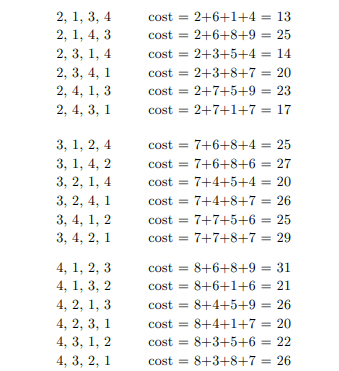 2, 1, 3, 4 cost = 2+6+1+4 = 13
2, 1, 4, 3 cost = 2+6+8+9 = 25
2, 3, 1, 4 cost = 2+3+5+4 = 14
2, 3, 4, 1 cost = 2+3+8+7 = 20
2, 4, 1, 3 cost = 2+7+5+9 = 23
2, 4, 3, 1 cost = 2+7+1+7 = 17
3, 1, 2, 4 cost = 7+6+8+4 = 25
3, 1, 4, 2 cost = 7+6+8+6 = 27
3, 2, 1, 4 cost = 7+4+5+4 = 20
3, 2, 4, 1 cost = 7+4+8+7 = 26
3, 4, 1, 2 cost = 7+7+5+6 = 25
3, 4, 2, 1 cost = 7+7+8+7 = 29
4, 1, 2, 3 cost = 8+6+8+9 = 31
4, 1, 3, 2 cost = 8+6+1+6 = 21
4, 2, 1, 3 cost = 8+4+5+9 = 26
4, 2, 3, 1 cost = 8+4+1+7 = 20
4, 3, 1, 2 cost = 8+3+5+6 = 22
4, 3, 2, 1 cost = 8+3+8+7 = 26